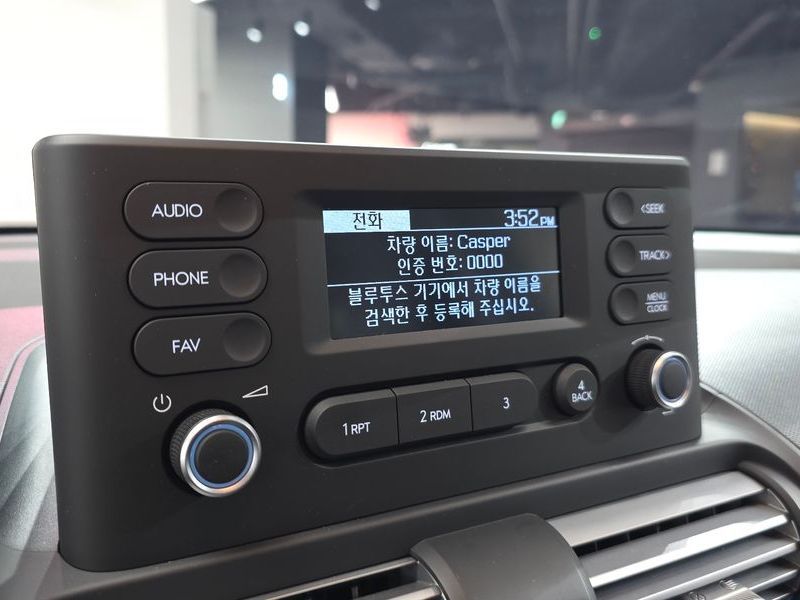 AUDIO
PHONE
FAV
전화 3:52 PM
차량 이름: Casper
인증 번호: 0000
블루투스 기기에서 차량 이름을
검색한 후 등록해 주십시오.
<SEEK
TRACK>
MENU
CLOCK
1 RPT
2 RDM
3
4
BACK